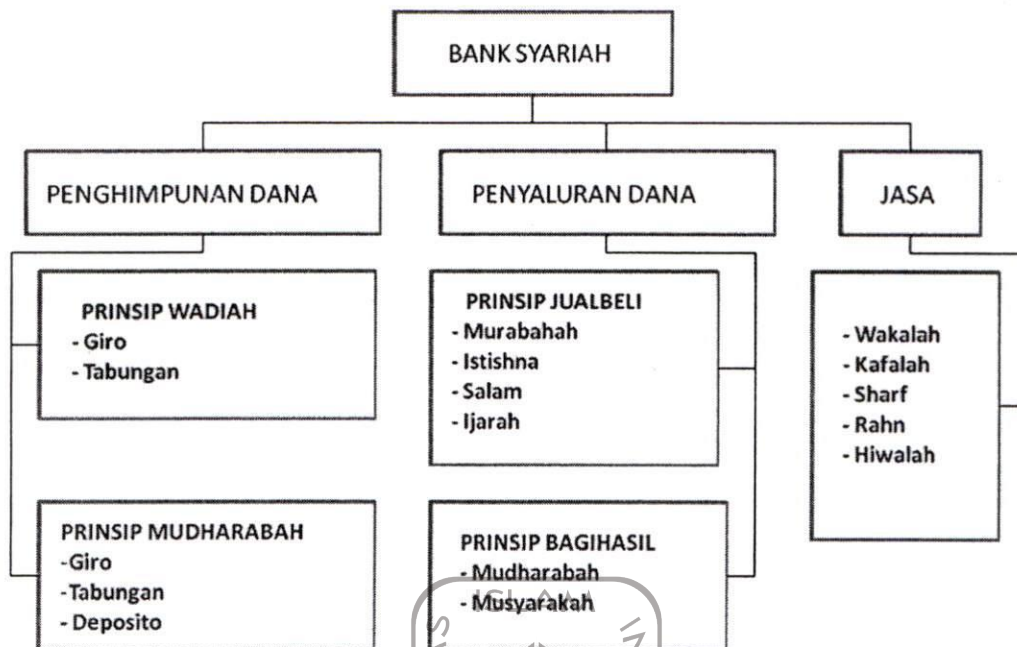 BANK SYARIAH
PENGHIMPUNAN DANA
PENYALURAN DANA
JASA
PRINSIP WADIAH
- Giro
- Tabungan
PRINSIP JUALBELI
- Murabahah
- Istishna
- Salam
- Ijarah
- Wakalah
- Kafalah
- Sharf
- Rahn
- Hiwalah
PRINSIP MUDHARABAH
-Giro
-Tabungan
- Deposito
PRINSIP BAGIHASIL
- Mudharabah
- Musyarakah
ISLAM